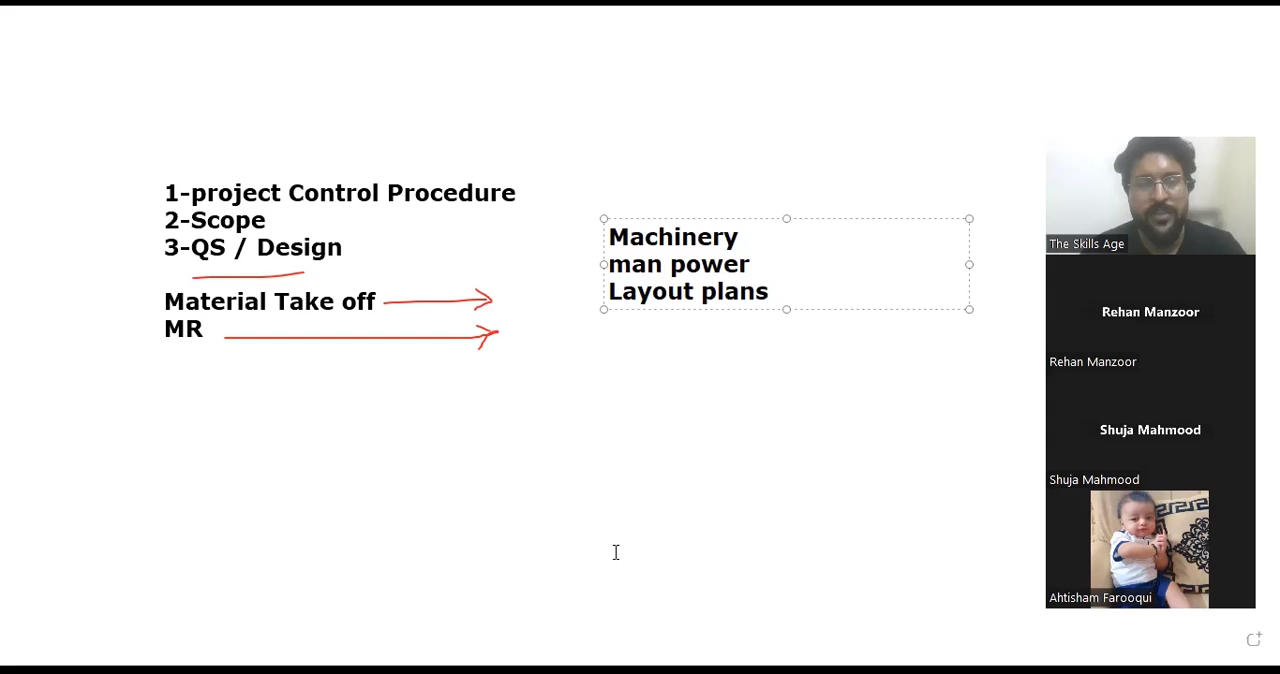 1-project Control Procedure
2-Scope
3-QS / Design
Material Take off
MR
Machinery
man power
Layout plans
The Skills Age
Rehan Manzoor
Rehan Manzoor
Shuja Mahmood
Shuja Mahmood
Ahtisham Farooqui